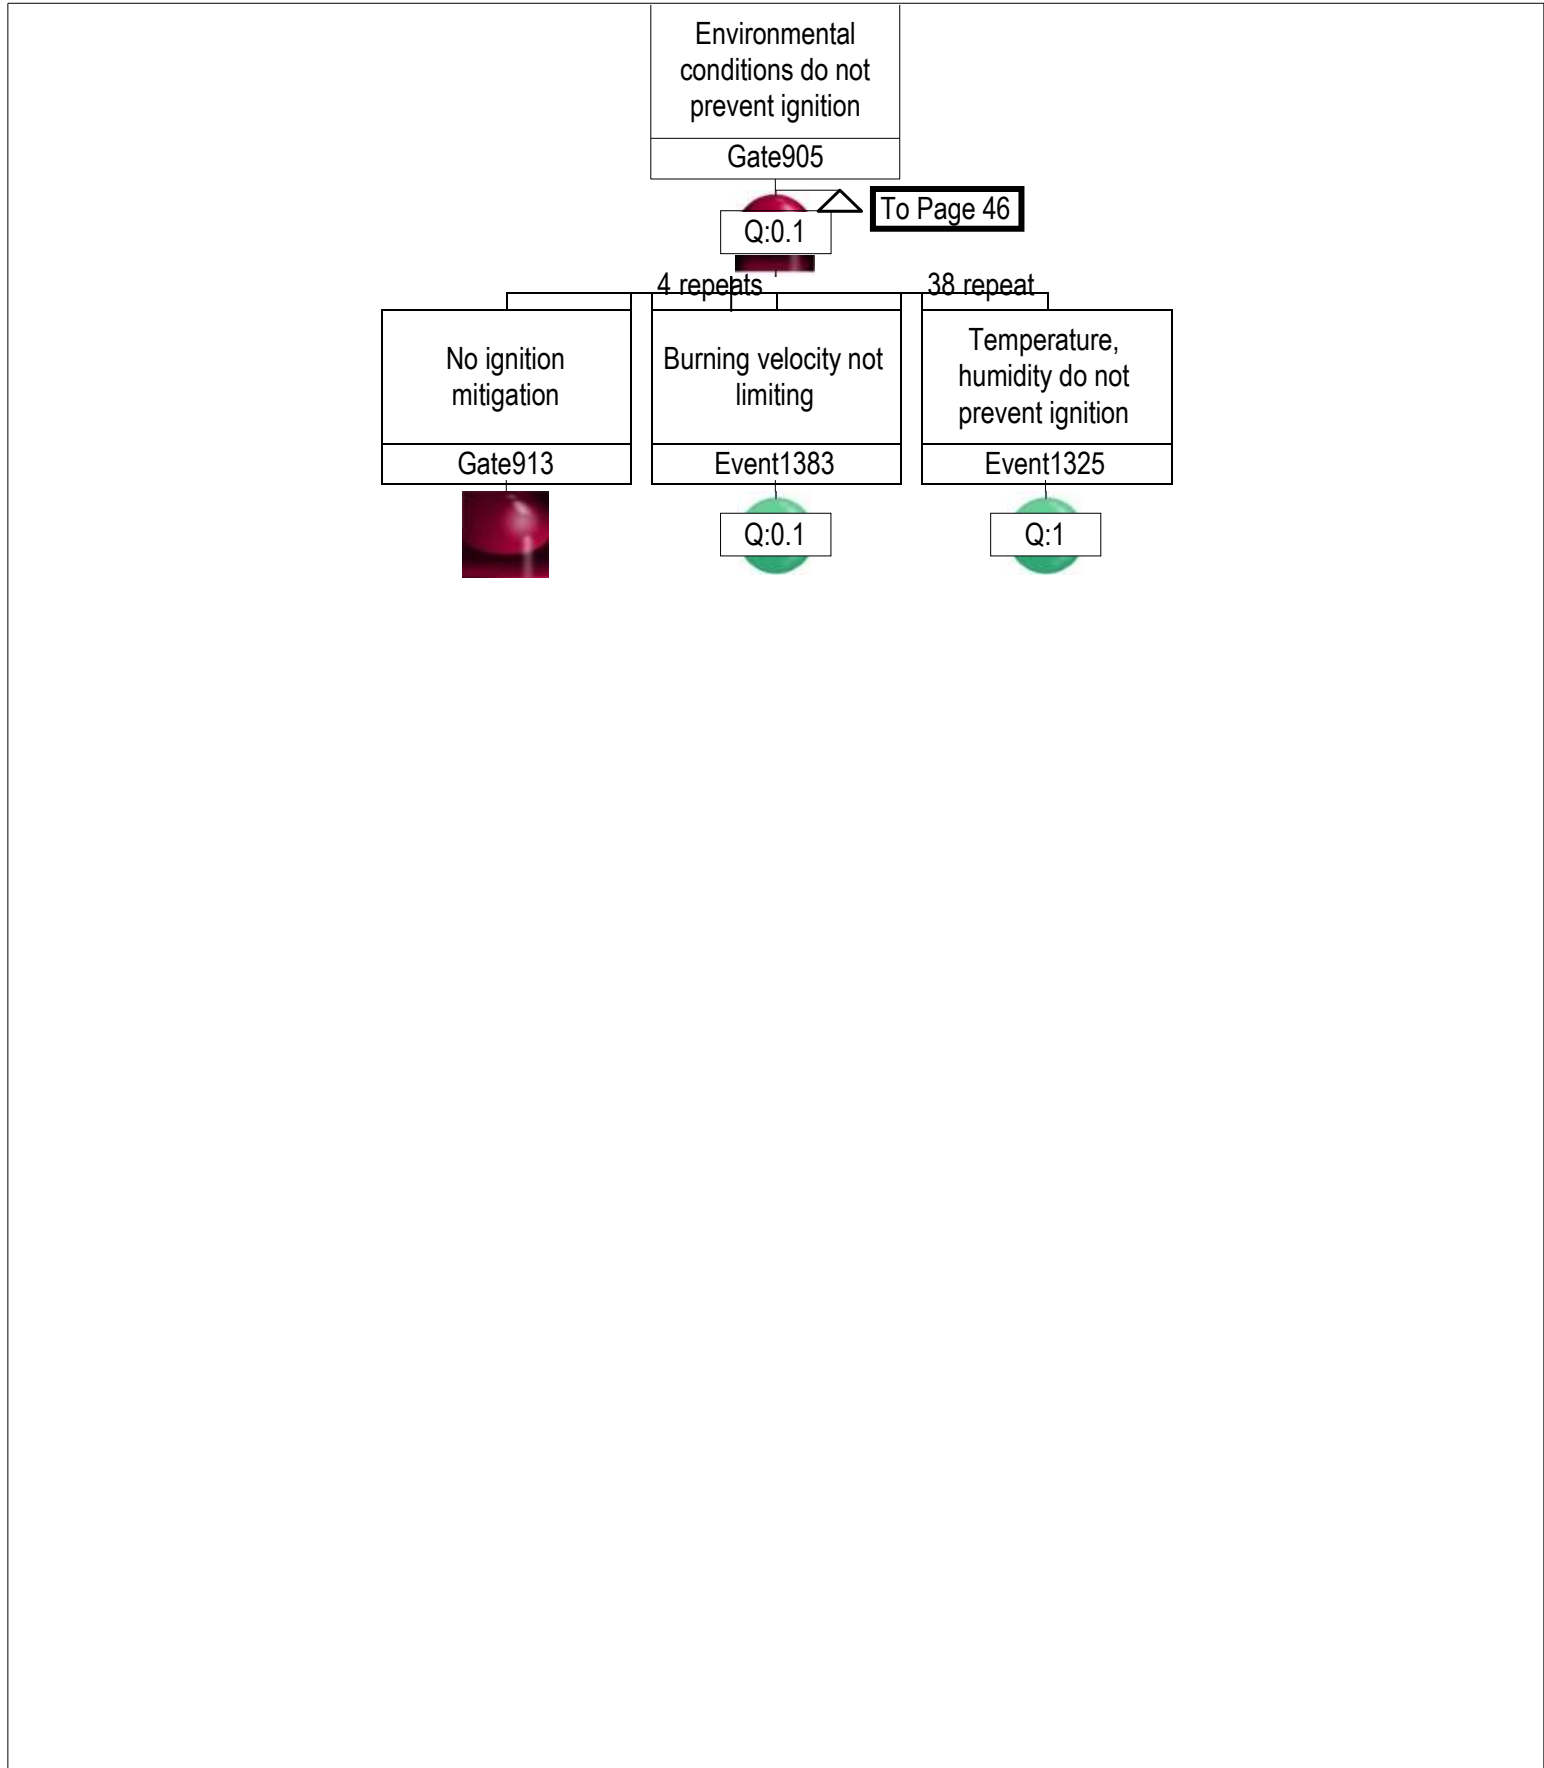 Environmental
conditions do not
prevent ignition
Gate905
To Page 46
Q:0.1
4 repeats
38 repeat
No ignition
mitigation
Gate913
Burning velocity not
limiting
Event1383
Q:0.1
Temperature,
humidity do not
prevent ignition
Event1325
Q:1